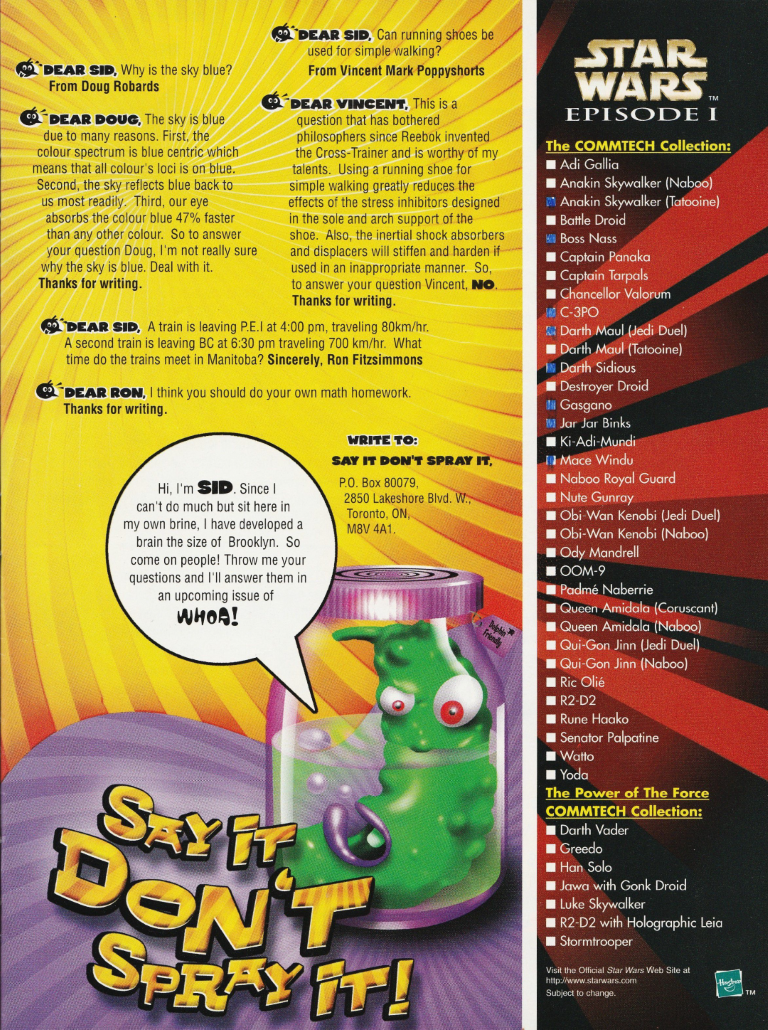 DEAR SID, Why is the sky blue?
From Doug Robards
DEAR DOUG, The sky is blue
due to many reasons. First, the
colour spectrum is blue centric which
means that all colour's loci is on blue.
Second, the sky reflects blue back to
us most readily. Third, our eye
absorbs the colour blue 47% faster
than any other colour. So to answer
your question Doug, I'm not really sure
why the sky is blue. Deal with it.
Thanks for writing.
DEAR SID, Can running shoes be
used for simple walking?
From Vincent Mark Poppyshorts
DEAR VINCENT, This is a
question that has bothered
philosophers since Reebok invented
the Cross-Trainer and is worthy of my
talents. Using a running shoe for
simple walking greatly reduces the
effects of the stress inhibitors designed
in the sole and arch support of the
shoe. Also, the inertial shock absorbers
and displacers will stiffen and harden if
used in an inappropriate manner. So,
to answer your question Vincent, NO.
Thanks for writing.
DEAR SID, A train is leaving P.E.I at 4:00 pm, traveling 80km/hr.
A second train is leaving BC at 6:30 pm traveling 700 km/hr. What
time do the trains meet in Manitoba? Sincerely, Ron Fitzsimmons
DEAR RON, I think you should do your own math homework.
Thanks for writing.
WRITE TO:
SAY IT DON'T SPRAY IT,
P.O. Box 80079,
2850 Lakeshore Blvd. W.,
Toronto, ON,
M8V 4A1.
Hi, I'm SID. Since I
can't do much but sit here in
my own brine, I have developed a
brain the size of Brooklyn. So
come on people! Throw me your
questions and I'll answer them in
an upcoming issue of
WHOA!
Dolphin
Friendly
SAY IT
DON'T
SPRAY IT!
STAR
WARS™
EPISODE I
The COMMTECH Collection:
Adi Gallia
Anakin Skywalker (Naboo)
Anakin Skywalker (Tatooine)
Battle Droid
Boss Nass
Captain Panaka
Captain Tarpals
Chancellor Valorum
C-3PO
Darth Maul (Jedi Duel)
Darth Maul (Tatooine)
Darth Sidious
Destroyer Droid
Gasgano
Jar Jar Binks
Ki-Adi-Mundi
Mace Windu
Naboo Royal Guard
Nute Gunray
Obi-Wan Kenobi (Jedi Duel)
Obi-Wan Kenobi (Naboo)
Ody Mandrell
OOM-9
Padmé Naberrie
Queen Amidala (Coruscant)
Queen Amidala (Naboo)
Qui-Gon Jinn (Jedi Duel)
Qui-Gon Jinn (Naboo)
Ric Olié
R2-D2
Rune Haako
Senator Palpatine
Watto
Yoda
The Power of The Force
COMMTECH Collection:
Darth Vader
Greedo
Han Solo
Jawa with Gonk Droid
Luke Skywalker
R2-D2 with Holographic Leia
Stormtrooper
Visit the Official Star Wars Web Site at
http://www.starwars.com
Subject to change.
Hasbro ™